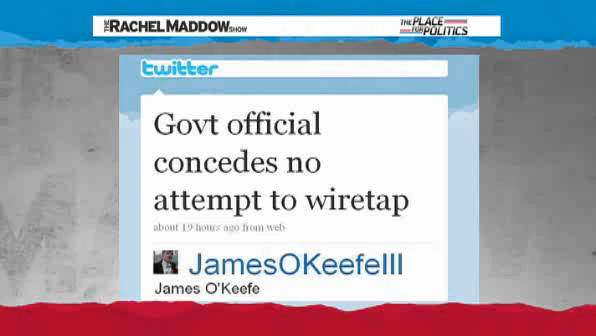 THE RACHEL MADDOW SHOW
THE PLACE FOR POLITICS
twitter
Govt official
concedes no
attempt to wiretap
about 19 hours ago from web
JamesOKeefeIII
James O'Keefe